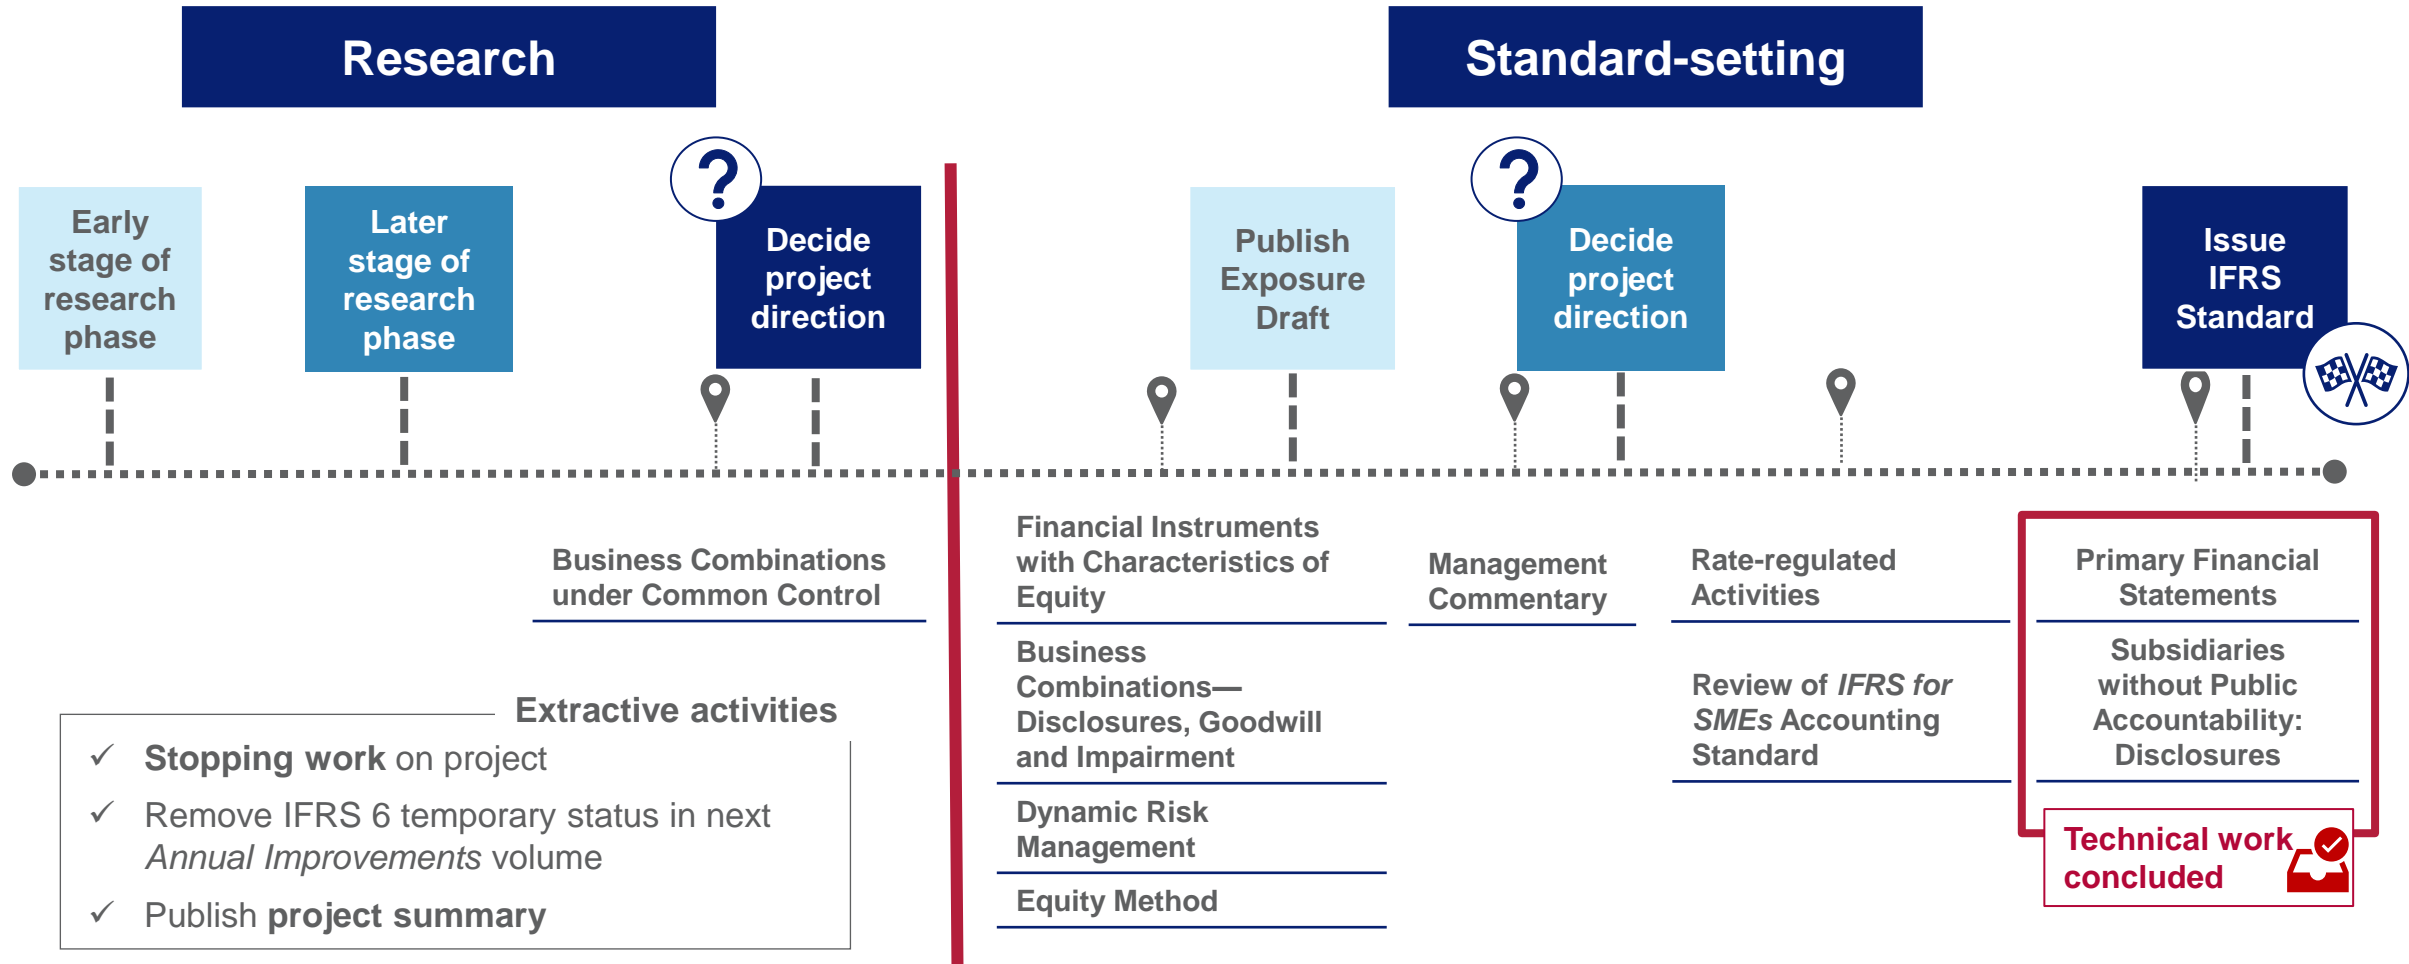 Research
Standard-setting
?
?
Early
stage of
research
phase
Later
stage of
research
phase
Decide
project
direction
Publish
Exposure
Draft
Decide
project
direction
Issue
IFRS
Standard
Business Combinations
under Common Control
Financial Instruments
with Characteristics of
Equity
Business
Combinations—
Disclosures, Goodwill
and Impairment
Dynamic Risk
Management
Equity Method
Management
Commentary
Rate-regulated
Activities
Review of IFRS for
SMEs Accounting
Standard
Primary Financial
Statements
Subsidiaries
without Public
Accountability:
Disclosures
Technical work
concluded
Extractive activities
✓ Stopping work on project
✓ Remove IFRS 6 temporary status in next
Annual Improvements volume
✓ Publish project summary